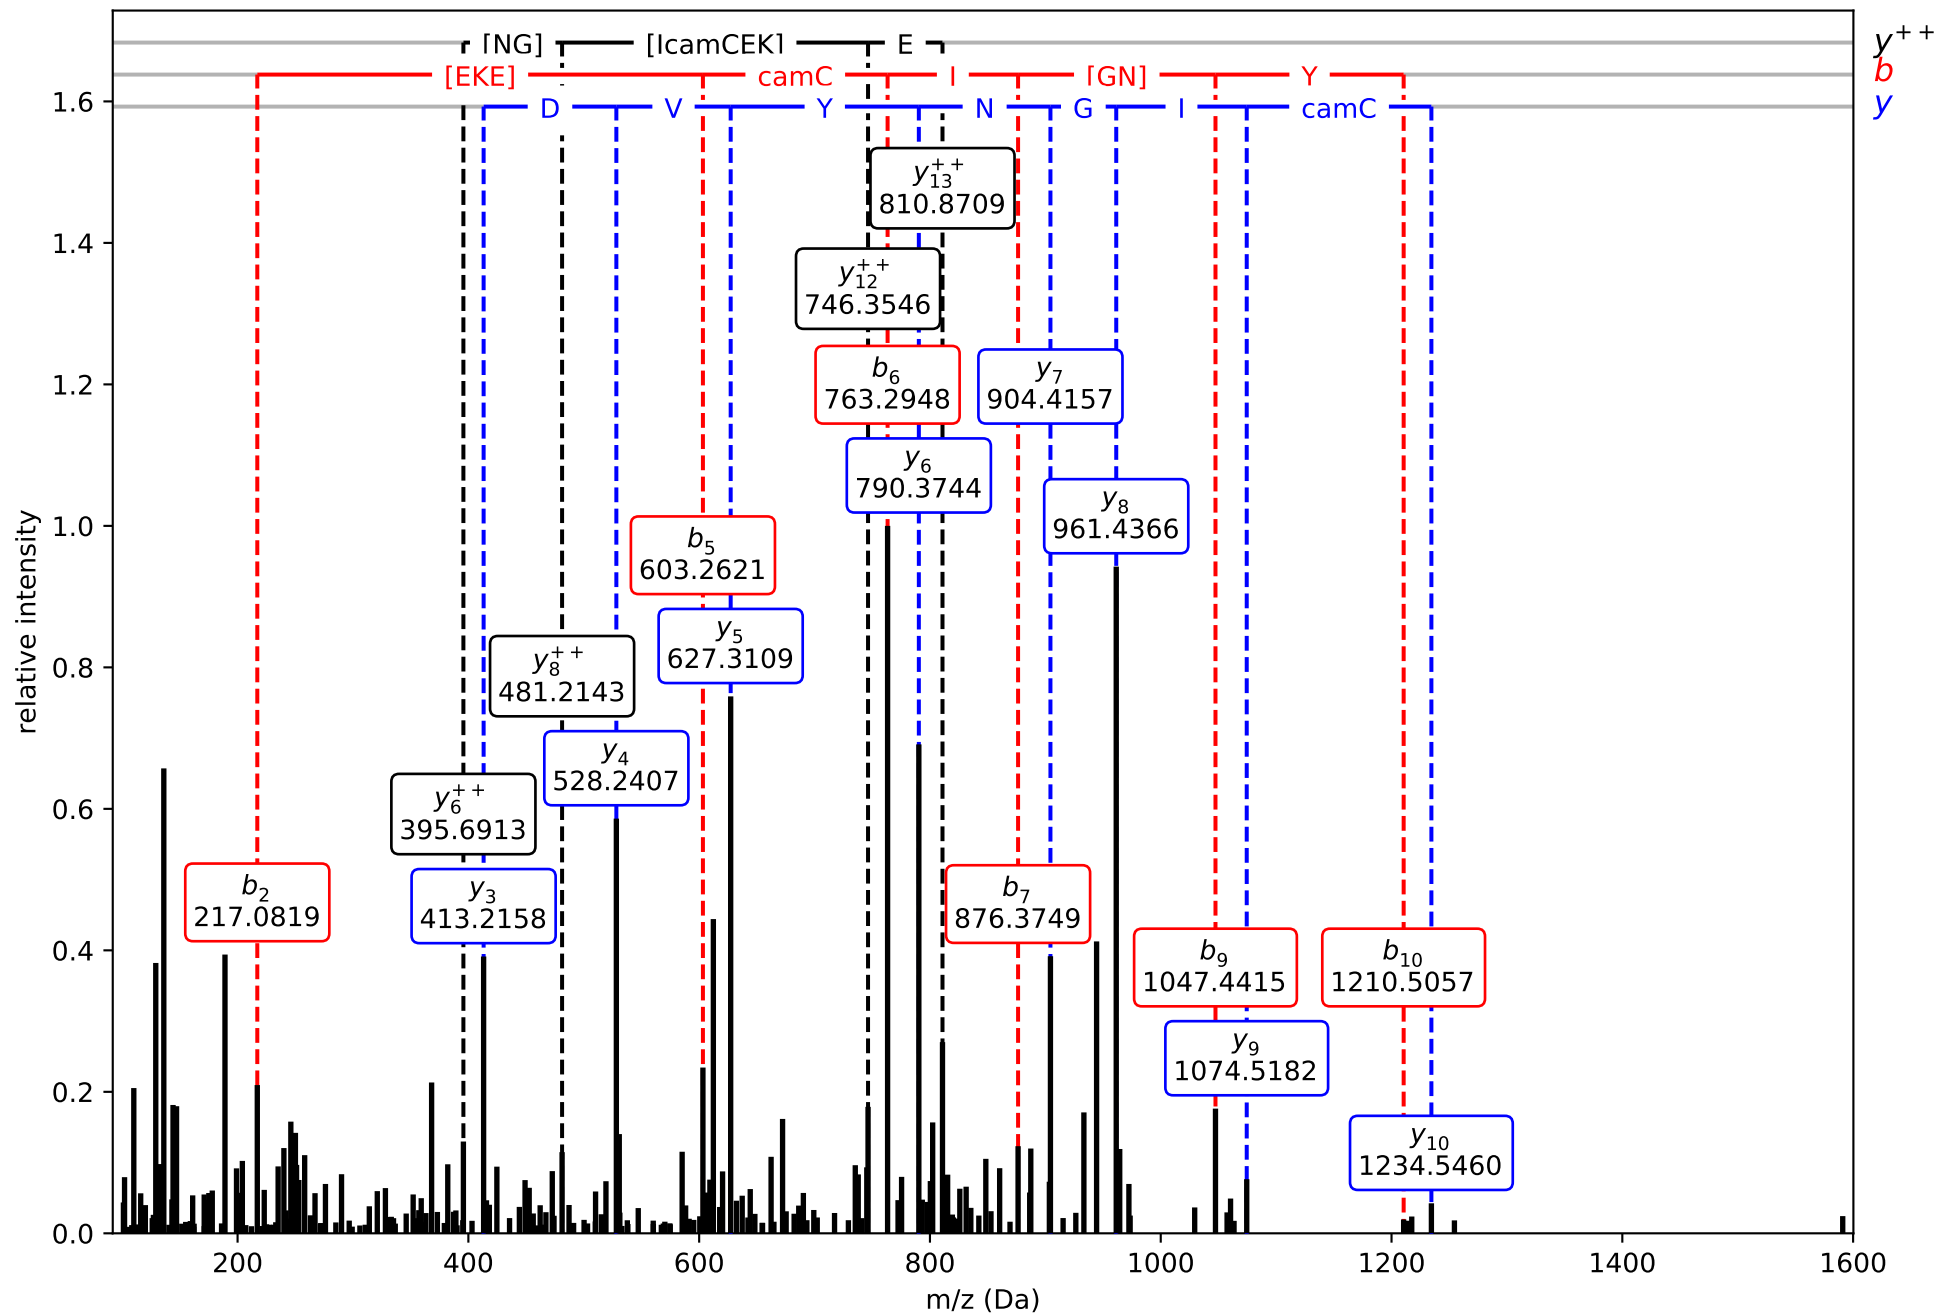 [NG] [IcamCEK] E y++
[EKE] camC I [GN] Y b
D V Y N G I camC y
y13++
810.8709
y12++
746.3546
b6
763.2948
y7
904.4157
y6
790.3744
y8
961.4366
b5
603.2621
y5
627.3109
y8++
481.2143
y4
528.2407
y6++
395.6913
b2
217.0819
y3
413.2158
b7
876.3749
b9
1047.4415
b10
1210.5057
y9
1074.5182
y10
1234.5460
1.6
1.4
1.2
1.0
0.8
0.6
0.4
0.2
0.0
relative intensity
200 400 600 800 1000 1200 1400 1600
m/z (Da)